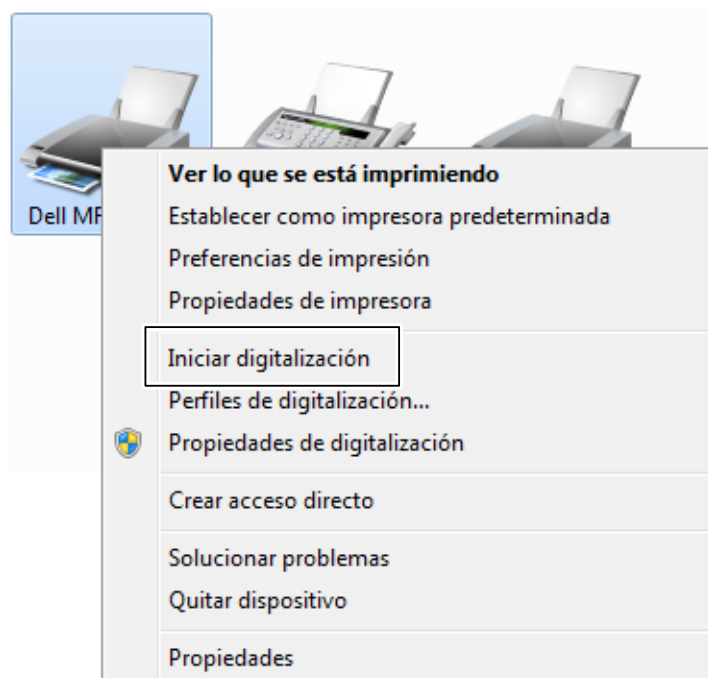 Dell MF
Ver lo que se está imprimiendo
Establecer como impresora predeterminada
Preferencias de impresión
Propiedades de impresora
Iniciar digitalización
Perfiles de digitalización...
Propiedades de digitalización
Crear acceso directo
Solucionar problemas
Quitar dispositivo
Propiedades